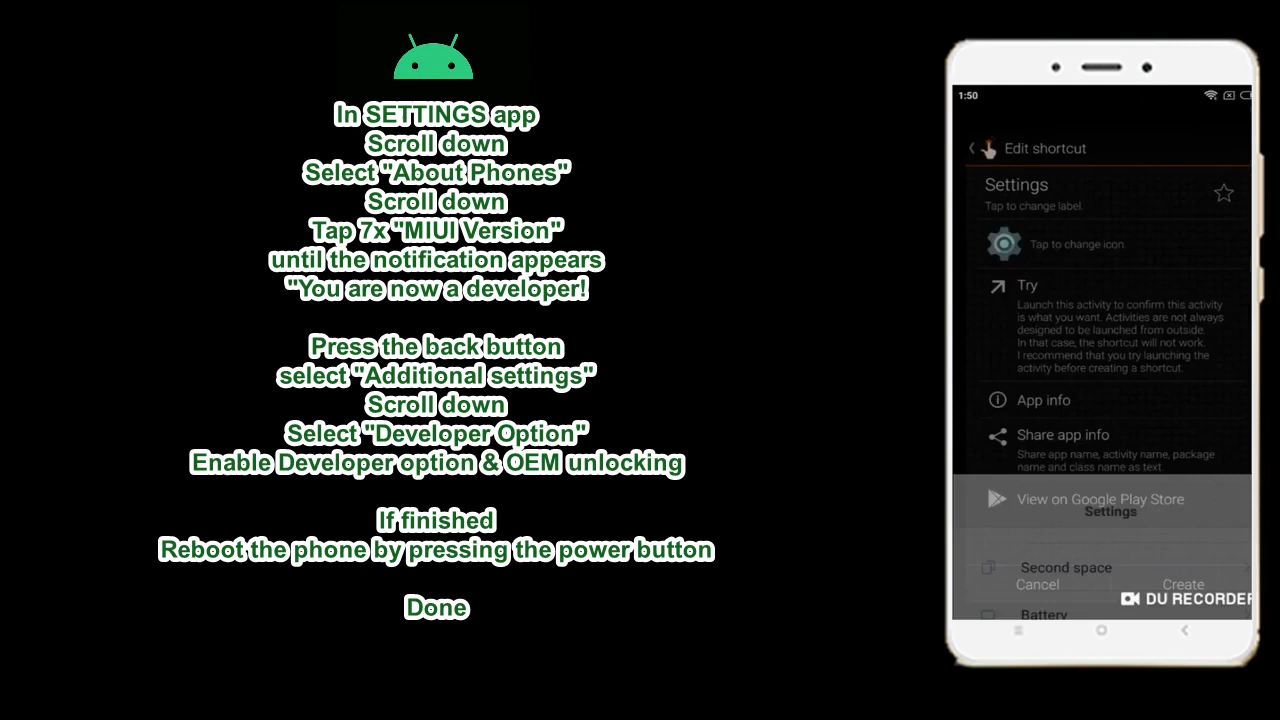 In SETTINGS app
Scroll down
Select "About Phones"
Scroll down
Tap 7x "MIUI Version"
until the notification appears
"You are now a developer!
Press the back button
select "Additional settings"
Scroll down
Select "Developer Option"
Enable Developer option & OEM unlocking
If finished
Reboot the phone by pressing the power button
Done
1:50
Edit shortcut
Settings
Tap to change label.
Tap to change icon.
Try
Launch this activity to confirm this activity
is what you want. Activities are not always
designed to be launched from outside.
In that case, the shortcut will not work.
I recommend that you try launching the
activity before creating a shortcut.
App info
Share app info
Share app name, activity name, package
name and class name as text.
View on Google Play Store
Settings
Second space
Cancel Create
DU RECORDER
Battery